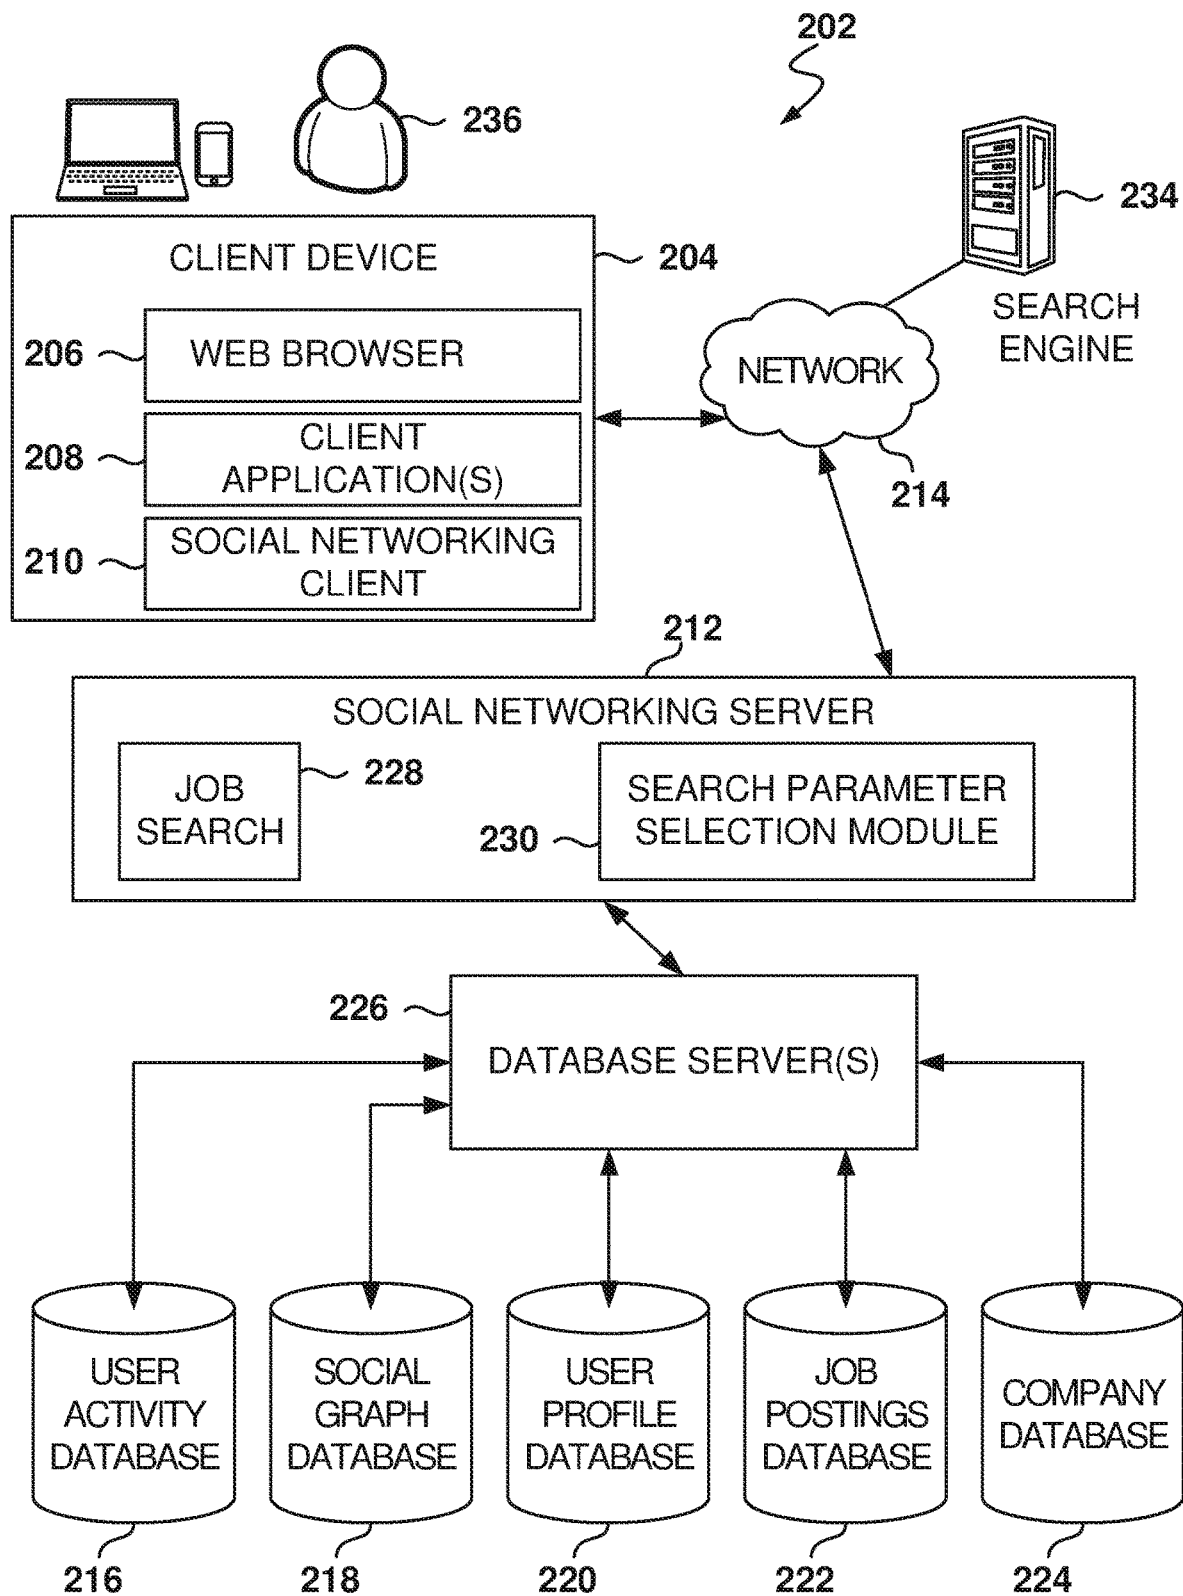 202
236
234
CLIENT DEVICE
204
SEARCH
ENGINE
206
WEB BROWSER
NETWORK
208
CLIENT
APPLICATION(S)
214
210
SOCIAL NETWORKING
CLIENT
212
SOCIAL NETWORKING SERVER
JOB
SEARCH
228
SEARCH PARAMETER
SELECTION MODULE
230
226
DATABASE SERVER(S)
USER
ACTIVITY
DATABASE
SOCIAL
GRAPH
DATABASE
USER
PROFILE
DATABASE
JOB
POSTINGS
DATABASE
COMPANY
DATABASE
216
218
220
222
224